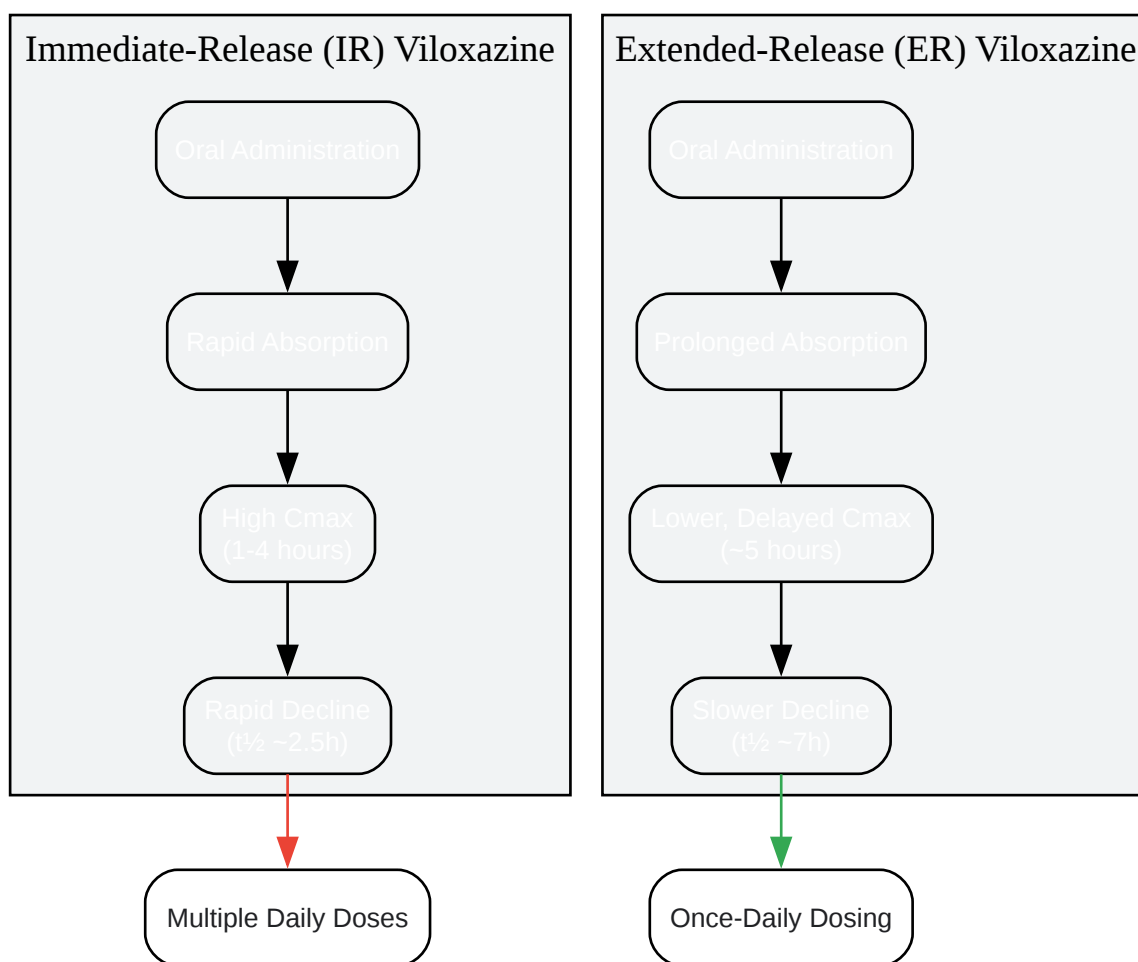 Immediate-Release (IR) Viloxazine
Oral Administration
Rapid Absorption
High Cmax
(1-4 hours)
Rapid Decline
(t½ ~2.5h)
Multiple Daily Doses
Extended-Release (ER) Viloxazine
Oral Administration
Prolonged Absorption
Lower, Delayed Cmax
(~5 hours)
Slower Decline
(t½ ~7h)
Once-Daily Dosing